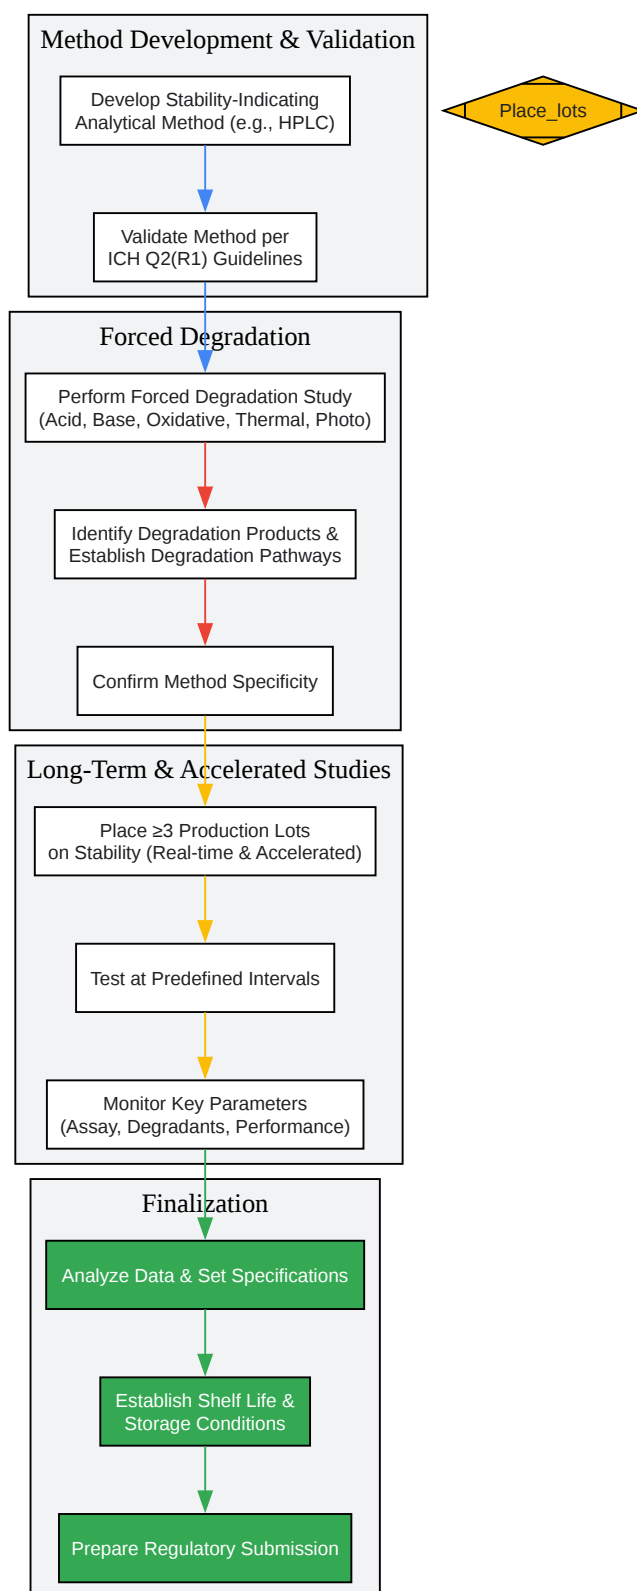 Method Development & Validation
Develop Stability-Indicating
Analytical Method (e.g., HPLC)
Place_lots
Validate Method per
ICH Q2(R1) Guidelines
Forced Degradation
Perform Forced Degradation Study
(Acid, Base, Oxidative, Thermal, Photo)
Identify Degradation Products &
Establish Degradation Pathways
Confirm Method Specificity
Long-Term & Accelerated Studies
Place ≥3 Production Lots
on Stability (Real-time & Accelerated)
Test at Predefined Intervals
Monitor Key Parameters
(Assay, Degradants, Performance)
Finalization
Analyze Data & Set Specifications
Establish Shelf Life &
Storage Conditions
Prepare Regulatory Submission